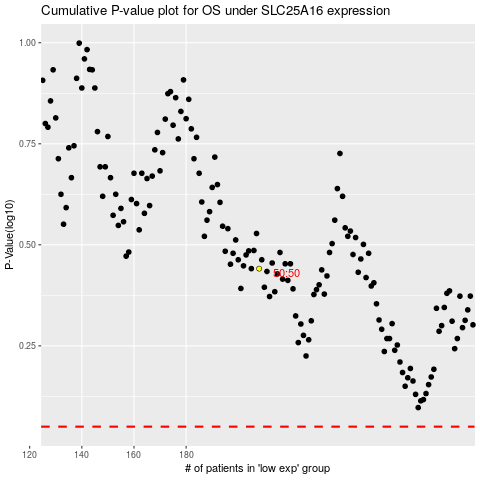 Cumulative P-value plot for OS under SLC25A16 expression
P-Value(log10)
1.00
0.75
0.50
0.25
50:50
120 140 160 180
# of patients in 'low exp' group